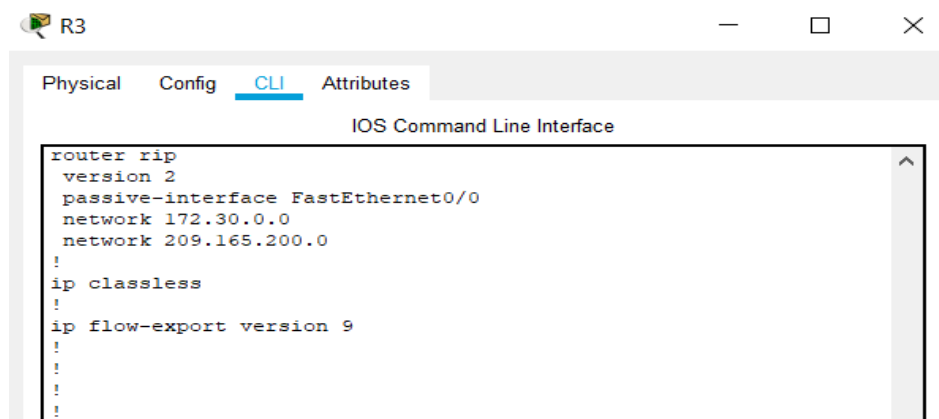 R3
Physical Config CLI Attributes
IOS Command Line Interface
router rip
version 2
passive-interface FastEthernet0/0
network 172.30.0.0
network 209.165.200.0
!
ip classless
!
ip flow-export version 9
!
!
!
!